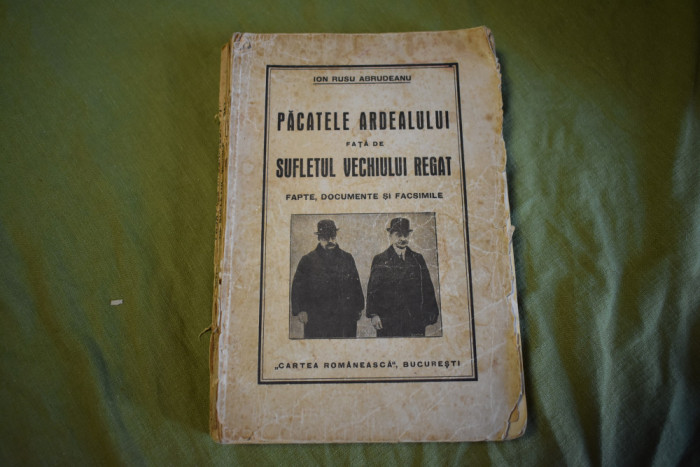 ION RUSU ABRUDEANU
PĂCATELE ARDEALULUI
FAȚĂ DE
SUFLETUL VECHIULUI REGAT
FAPTE, DOCUMENTE ȘI FACSIMILE
„CARTEA ROMÂNEASCĂ“, BUCUREȘTI